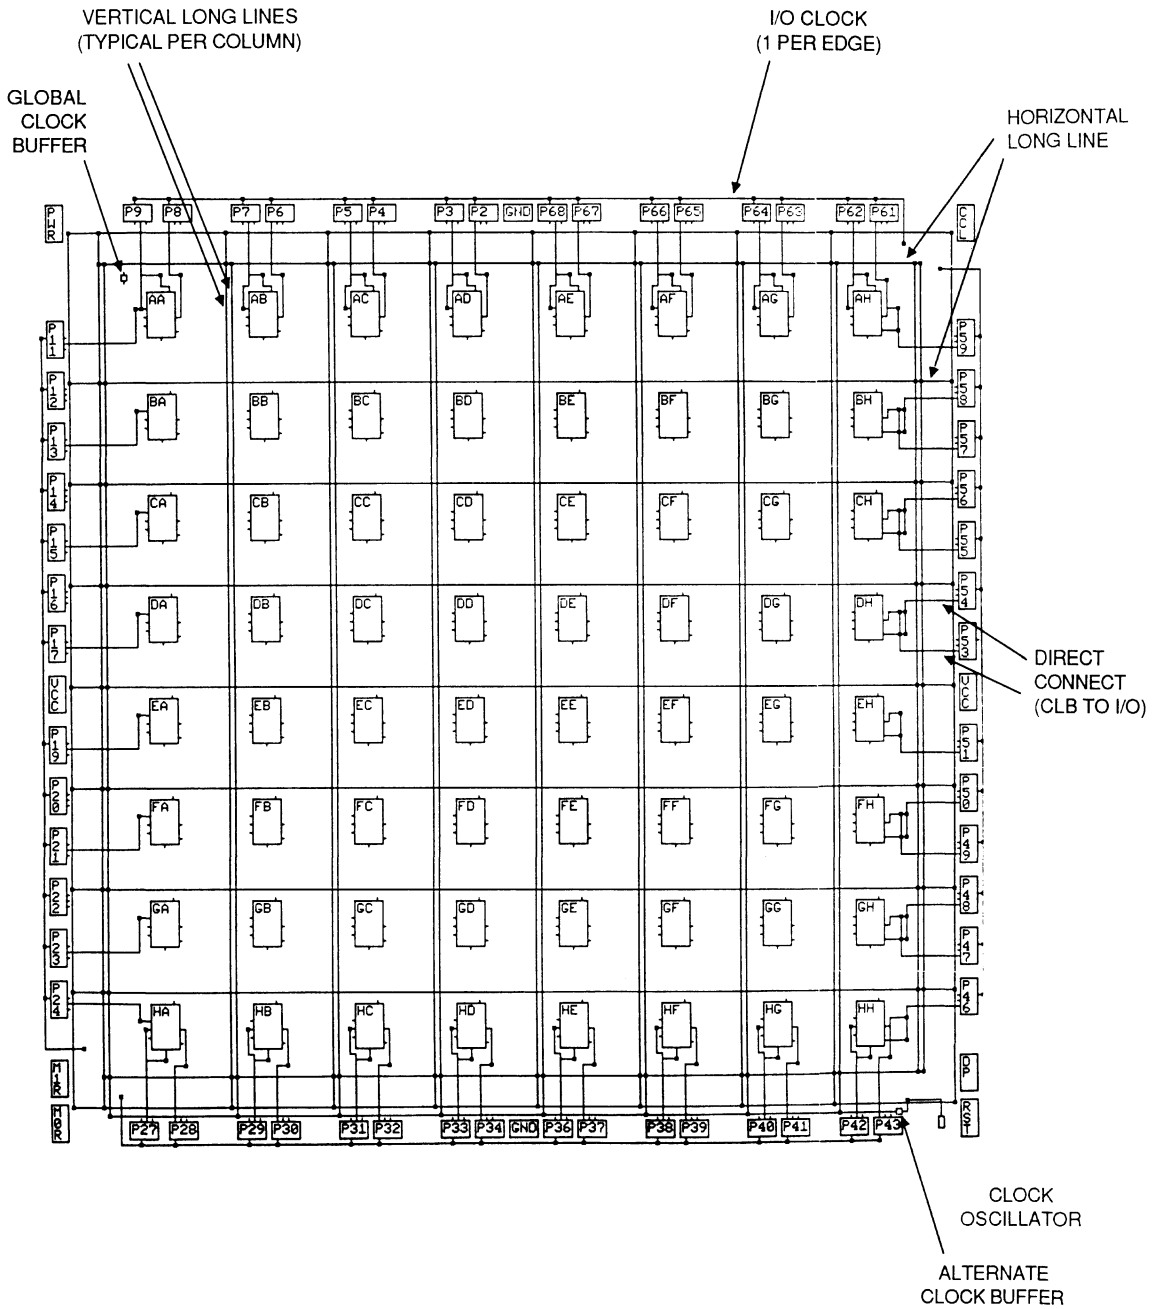 VERTICAL LONG LINES
(TYPICAL PER COLUMN)
I/O CLOCK
(1 PER EDGE)
GLOBAL
CLOCK
BUFFER
HORIZONTAL
LONG LINE
PWR
P9 P8 P7 P6 P5 P4 P3 P2 GND P68 P67 P66 P65 P64 P63 P62 P61
CCL
AA AB AC AD AE AF AG AH
P11
P59
P12
P58
BA BB BC BD BE BF BG BH
P13
P57
P14
P56
CA CB CC CD CE CF CG CH
P15
P55
P16
P54
DA DB DC DD DE DF DG DH
P17
P53
DIRECT
CONNECT
(CLB TO I/O)
VCC
VCC
EA EB EC ED EE EF EG EH
P19
P51
P20
P50
FA FB FC FD FE FF FG FH
P21
P49
P22
P48
GA GB GC GD GE GF GG GH
P23
P47
P24
P46
HA HB HC HD HE HF HG HH
M1R
DP
M0R
P27 P28 P29 P30 P31 P32 P33 P34 GND P36 P37 P38 P39 P40 P41 P42 P43
RST
CLOCK
OSCILLATOR
ALTERNATE
CLOCK BUFFER